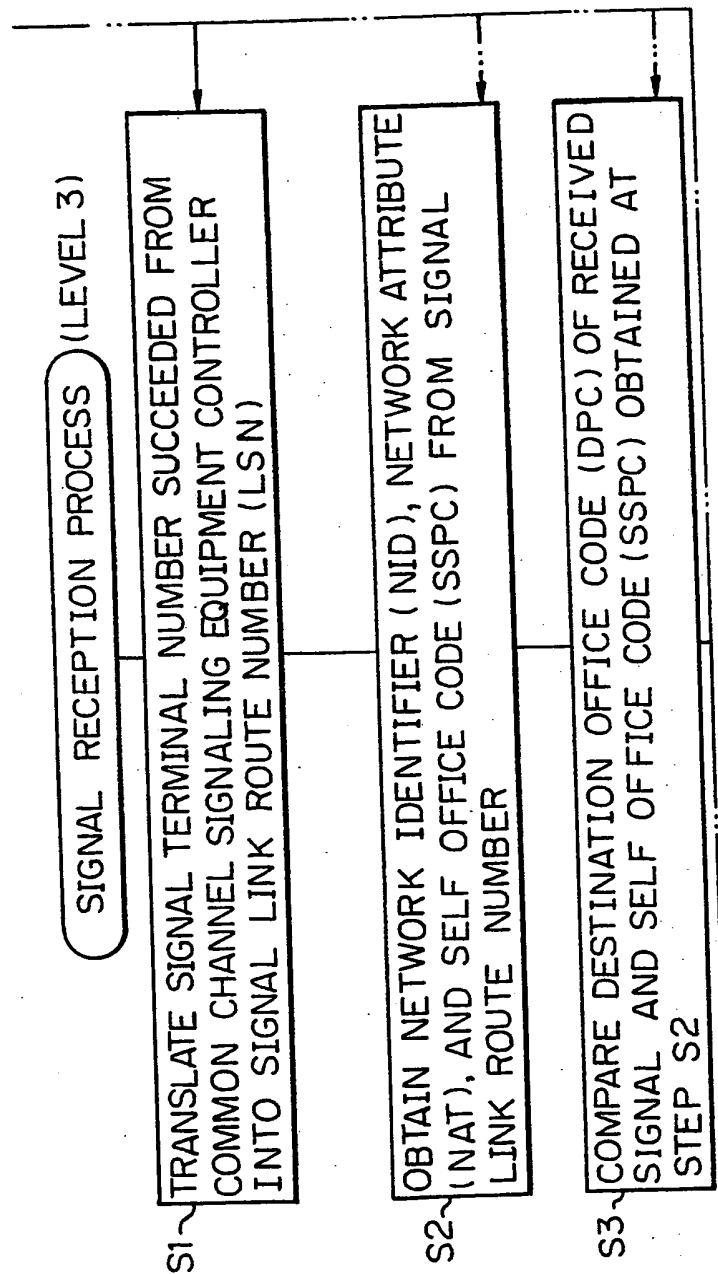 SIGNAL RECEPTION PROCESS (LEVEL 3)
S1 TRANSLATE SIGNAL TERMINAL NUMBER SUCCEEDED FROM
COMMON CHANNEL SIGNALING EQUIPMENT CONTROLLER
INTO SIGNAL LINK ROUTE NUMBER (LSN)
S2 OBTAIN NETWORK IDENTIFIER (NID), NETWORK ATTRIBUTE
(NAT), AND SELF OFFICE CODE (SSPC) FROM SIGNAL
LINK ROUTE NUMBER
S3 COMPARE DESTINATION OFFICE CODE (DPC) OF RECEIVED
SIGNAL AND SELF OFFICE CODE (SSPC) OBTAINED AT
STEP S2